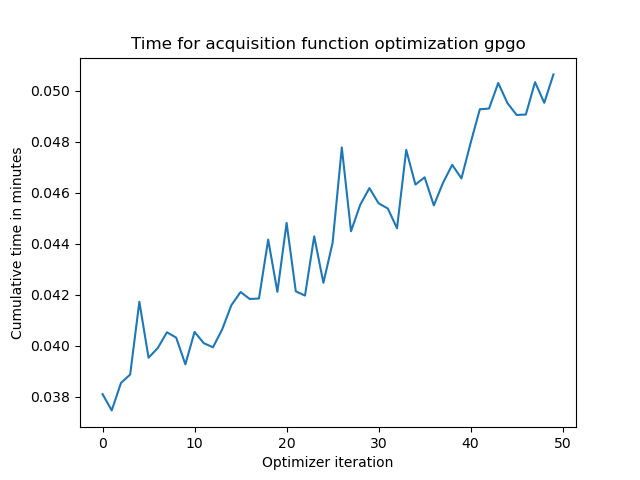 Time for acquisition function optimization gpgo
Cumulative time in minutes
0.050
0.048
0.046
0.044
0.042
0.040
0.038
0 10 20 30 40 50
Optimizer iteration